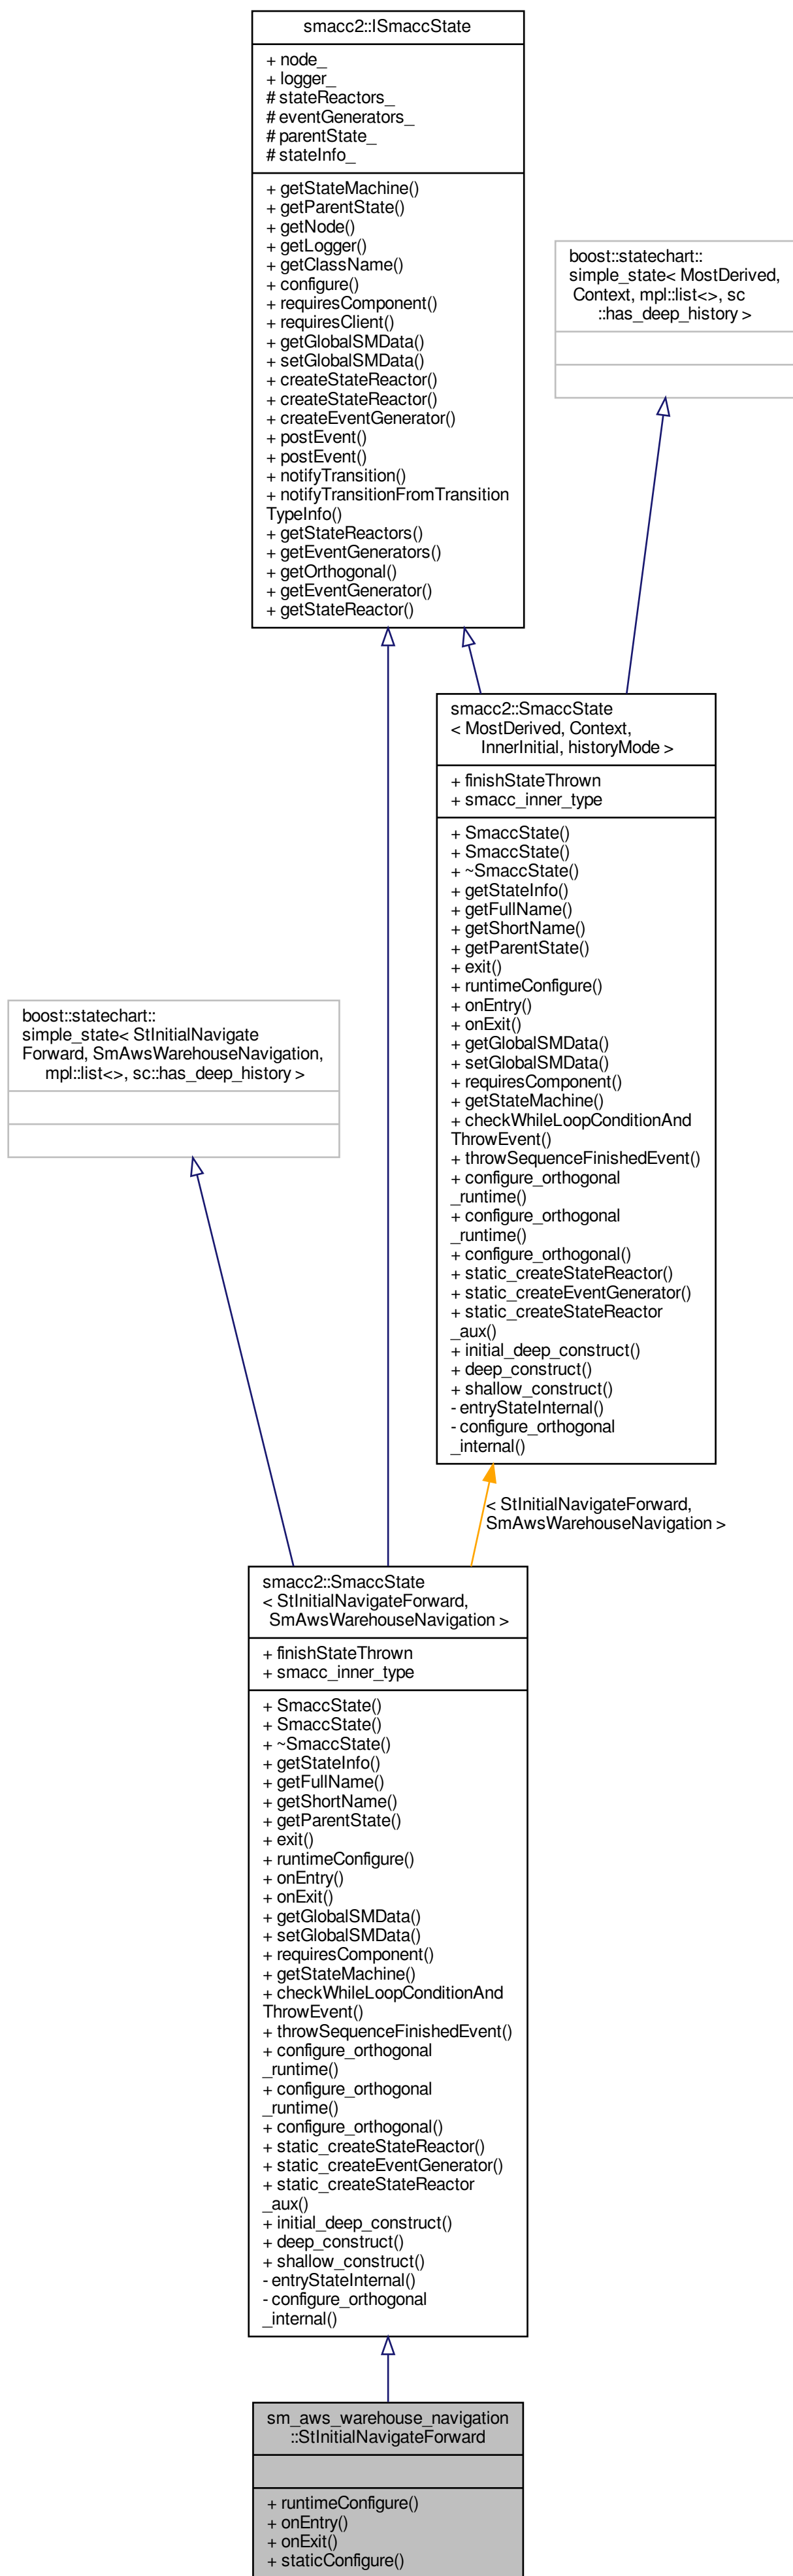 smacc2::ISmaccState
+ node_
+ logger_
# stateReactors_
# eventGenerators_
# parentState_
# stateInfo_
+ getStateMachine()
+ getParentState()
+ getNode()
+ getLogger()
+ getClassName()
+ configure()
+ requiresComponent()
+ requiresClient()
+ getGlobalSMData()
+ setGlobalSMData()
+ createStateReactor()
+ createStateReactor()
+ createEventGenerator()
+ postEvent()
+ postEvent()
+ notifyTransition()
+ notifyTransitionFromTransition
TypeInfo()
+ getStateReactors()
+ getEventGenerators()
+ getOrthogonal()
+ getEventGenerator()
+ getStateReactor()
boost::statechart::
simple_state< MostDerived,
Context, mpl::list<>, sc
::has_deep_history >
smacc2::SmaccState
< MostDerived, Context,
InnerInitial, historyMode >
+ finishStateThrown
+ smacc_inner_type
+ SmaccState()
+ SmaccState()
+ ~SmaccState()
+ getStateInfo()
+ getFullName()
+ getShortName()
+ getParentState()
+ exit()
+ runtimeConfigure()
+ onEntry()
+ onExit()
+ getGlobalSMData()
+ setGlobalSMData()
+ requiresComponent()
+ getStateMachine()
+ checkWhileLoopConditionAnd
ThrowEvent()
+ throwSequenceFinishedEvent()
+ configure_orthogonal
_runtime()
+ configure_orthogonal
_runtime()
+ configure_orthogonal()
+ static_createStateReactor()
+ static_createEventGenerator()
+ static_createStateReactor
_aux()
+ initial_deep_construct()
+ deep_construct()
+ shallow_construct()
- entryStateInternal()
- configure_orthogonal
_internal()
boost::statechart::
simple_state< StInitialNavigate
Forward, SmAwsWarehouseNavigation,
mpl::list<>, sc::has_deep_history >
< StInitialNavigateForward,
SmAwsWarehouseNavigation >
smacc2::SmaccState
< StInitialNavigateForward,
SmAwsWarehouseNavigation >
+ finishStateThrown
+ smacc_inner_type
+ SmaccState()
+ SmaccState()
+ ~SmaccState()
+ getStateInfo()
+ getFullName()
+ getShortName()
+ getParentState()
+ exit()
+ runtimeConfigure()
+ onEntry()
+ onExit()
+ getGlobalSMData()
+ setGlobalSMData()
+ requiresComponent()
+ getStateMachine()
+ checkWhileLoopConditionAnd
ThrowEvent()
+ throwSequenceFinishedEvent()
+ configure_orthogonal
_runtime()
+ configure_orthogonal
_runtime()
+ configure_orthogonal()
+ static_createStateReactor()
+ static_createEventGenerator()
+ static_createStateReactor
_aux()
+ initial_deep_construct()
+ deep_construct()
+ shallow_construct()
- entryStateInternal()
- configure_orthogonal
_internal()
sm_aws_warehouse_navigation
::StInitialNavigateForward
+ runtimeConfigure()
+ onEntry()
+ onExit()
+ staticConfigure()